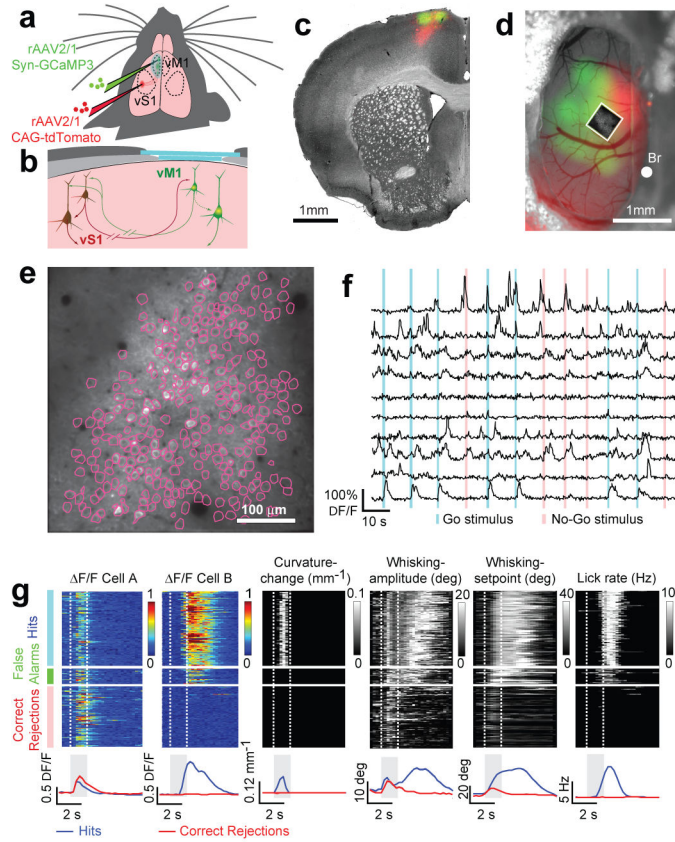 a
rAAV2/1
Syn-GCaMP3
vM1
vS1
rAAV2/1
CAG-tdTomato
b
vM1
vS1
c
1mm
d
Br
1mm
e
100 µm
f
100%
DF/F
10 s
Go stimulus
No-Go stimulus
g
ΔF/F Cell A
ΔF/F Cell B
Curvature-
change (mm⁻¹)
Whisking-
amplitude (deg)
Whisking-
setpoint (deg)
Lick rate (Hz)
Hits
False
Alarms
Correct
Rejections
1
0
1
0
0.1
0
20
0
40
0
10
0
0.5 DF/F
2 s
0.5 DF/F
2 s
0.12 mm⁻¹
2 s
10 deg
2 s
20 deg
2 s
5 Hz
2 s
Hits
Correct Rejections